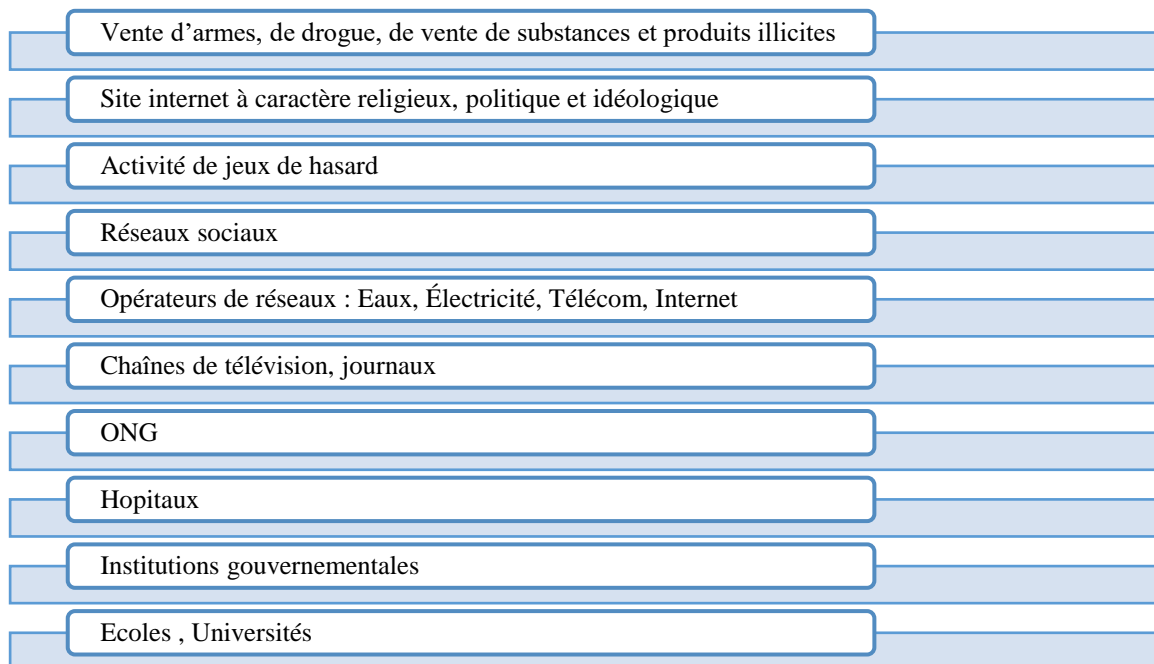 Vente d’armes, de drogue, de vente de substances et produits illicites
Site internet à caractère religieux, politique et idéologique
Activité de jeux de hasard
Réseaux sociaux
Opérateurs de réseaux : Eaux, Électricité, Télécom, Internet
Chaînes de télévision, journaux
ONG
Hopitaux
Institutions gouvernementales
Ecoles , Universités